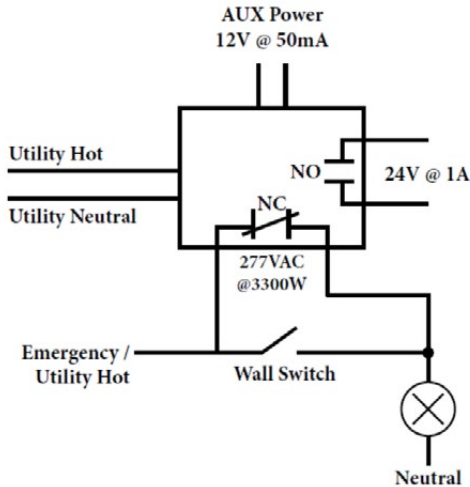 AUX Power
12V @ 50mA
Utility Hot
NO
24V @ 1A
Utility Neutral
NC
277VAC
@3300W
Emergency /
Utility Hot
Wall Switch
Neutral